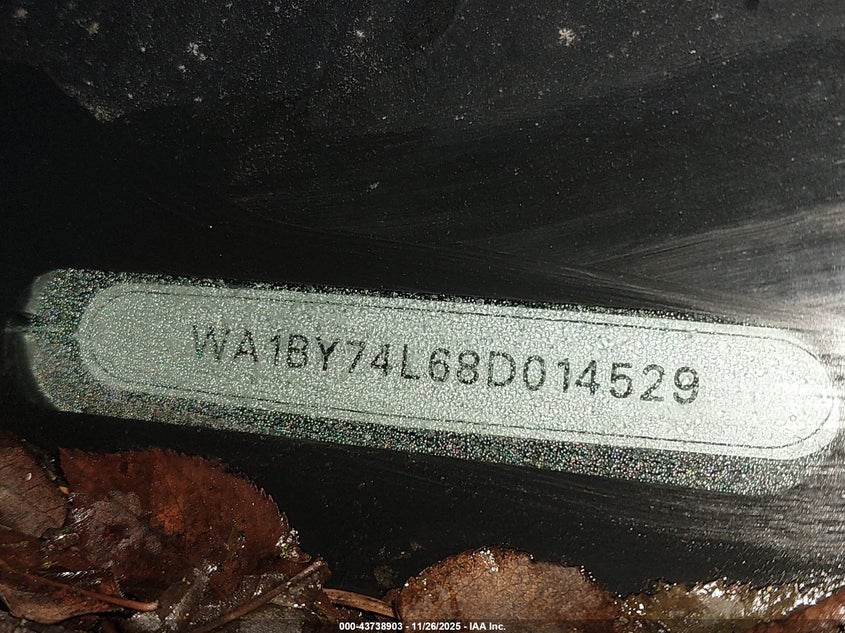 WA1BY74L68D014529
000-43738903 - 11/26/2025 - IAA Inc.